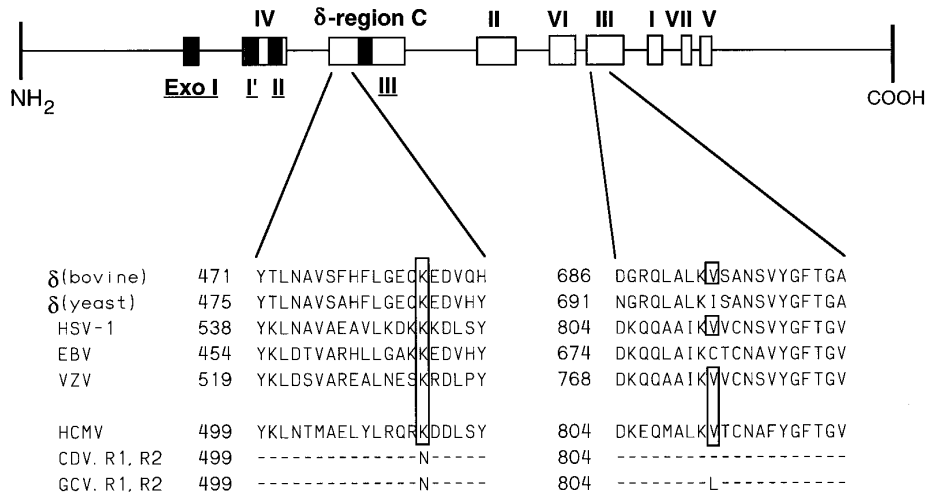 IV δ-region C II VI III I VII V
Exo I I' II III
NH2 COOH
δ(bovine) 471 YTLNAVSFHFLGECKEDVQH 686 DGRQLALKVSANSVYGFTGA
δ(yeast) 475 YTLNAVSAHFLGEQKEDVHY 691 NGRQLALKISANSVYGFTGA
HSV-1 538 YKLNAVAEAVLKDKKKDLSY 804 DKQQAAIKVVCNSVYGFTGV
EBV 454 YKLDTVARHLLGAKKEDVHY 674 DKQQLAIKCTCNAVYGFTGV
VZV 519 YKLDSVAREALNESKRDLPY 768 DKQQAAIKVVCNSVYGFTGV
HCMV 499 YKLNTMAELYLRQRKDDLSY 804 DKEQMALKVTCNAFYGFTGV
CDV. R1, R2 499 --------------N----- 804 --------------------
GCV. R1, R2 499 --------------N----- 804 --------L-----------